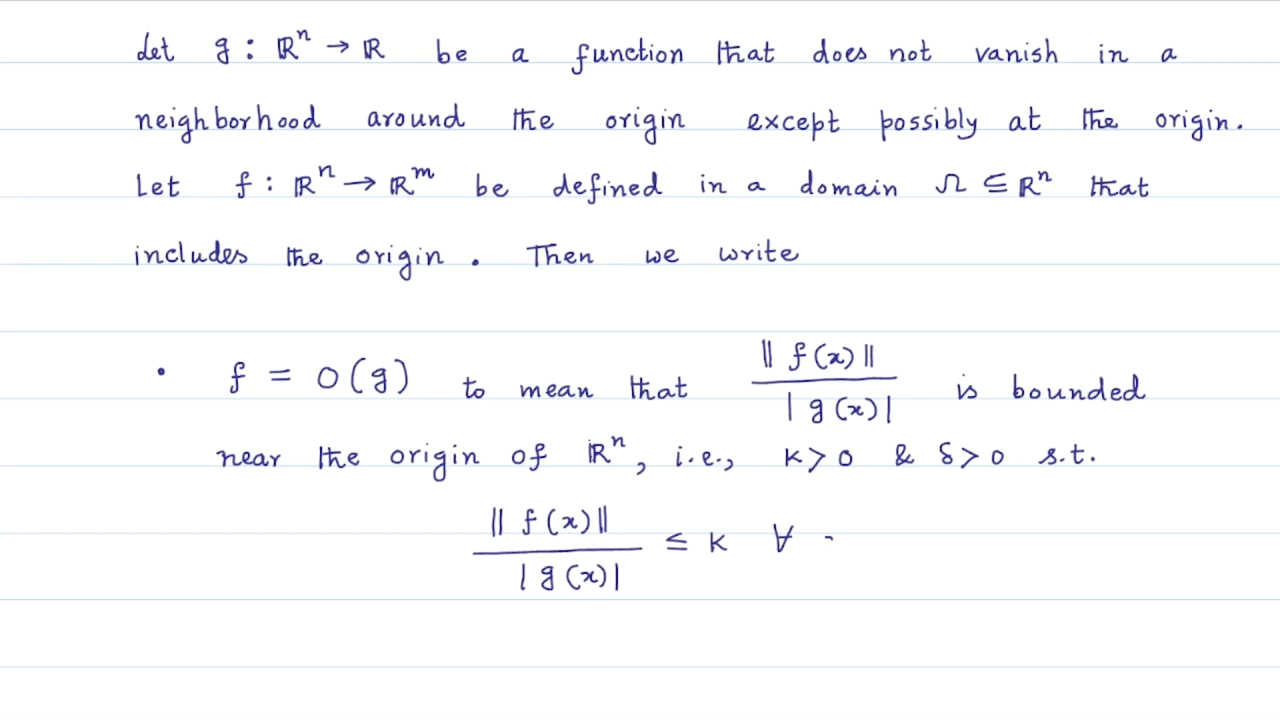 Let g : ℝⁿ → ℝ be a function that does not vanish in a
neighborhood around the origin except possibly at the origin.
Let f : ℝⁿ → ℝᵐ be defined in a domain Ω ⊆ ℝⁿ that
includes the origin. Then we write
• f = O(g) to mean that ‖f(x)‖ / |g(x)| is bounded
near the origin of ℝⁿ, i.e., K > 0 & δ > 0 s.t.
‖f(x)‖ / |g(x)| ≤ K ∀